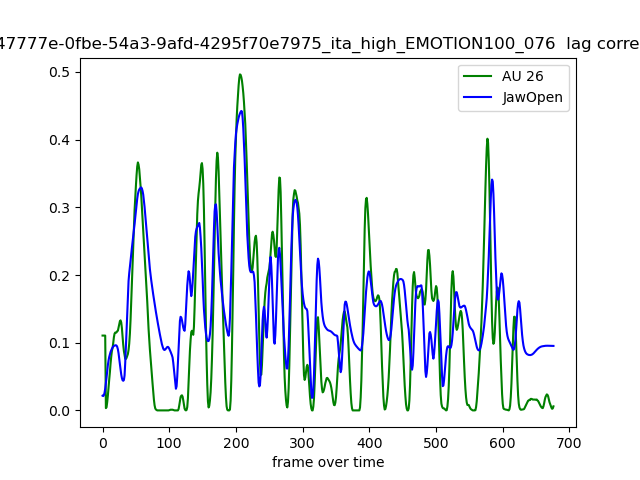 47777e-0fbe-54a3-9afd-4295f70e7975_ita_high_EMOTION100_076 lag corre
0.5
0.4
0.3
0.2
0.1
0.0
AU 26
JawOpen
0 100 200 300 400 500 600 700
frame over time